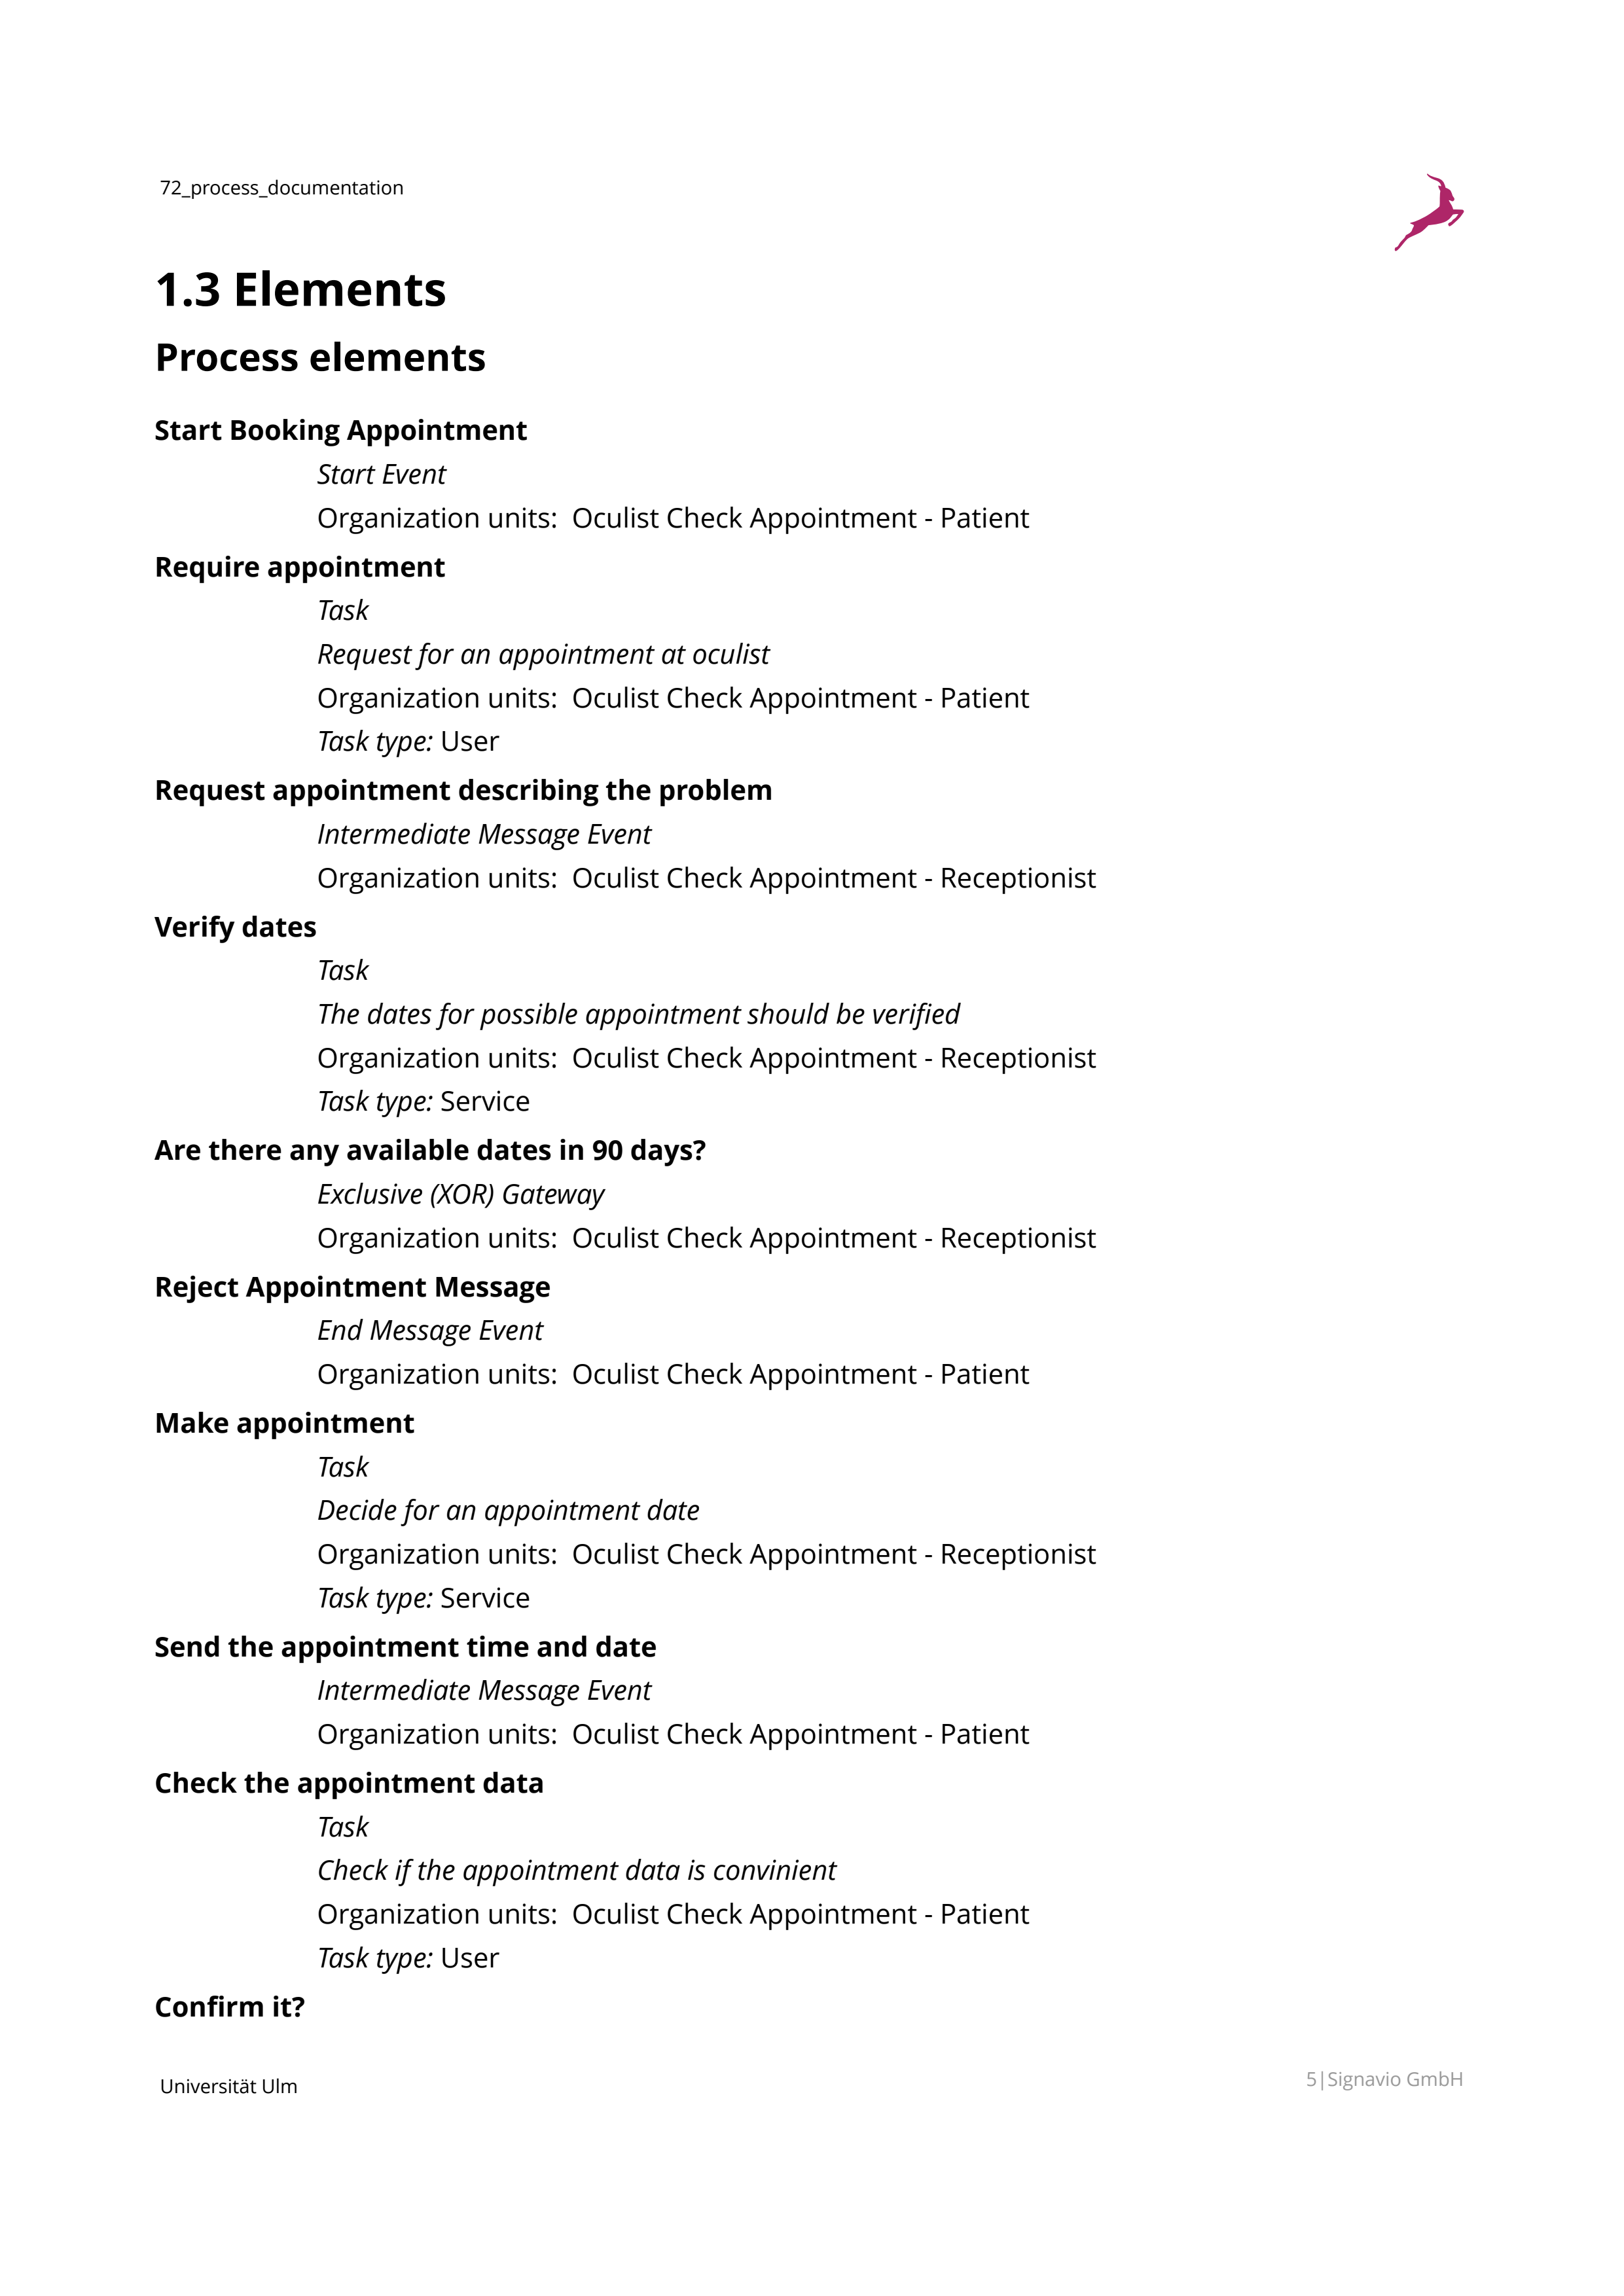 72_process_documentation
1.3 Elements
Process elements
Start Booking Appointment
Start Event
Organization units: Oculist Check Appointment - Patient
Require appointment
Task
Request for an appointment at oculist
Organization units: Oculist Check Appointment - Patient
Task type: User
Request appointment describing the problem
Intermediate Message Event
Organization units: Oculist Check Appointment - Receptionist
Verify dates
Task
The dates for possible appointment should be verified
Organization units: Oculist Check Appointment - Receptionist
Task type: Service
Are there any available dates in 90 days?
Exclusive (XOR) Gateway
Organization units: Oculist Check Appointment - Receptionist
Reject Appointment Message
End Message Event
Organization units: Oculist Check Appointment - Patient
Make appointment
Task
Decide for an appointment date
Organization units: Oculist Check Appointment - Receptionist
Task type: Service
Send the appointment time and date
Intermediate Message Event
Organization units: Oculist Check Appointment - Patient
Check the appointment data
Task
Check if the appointment data is convinient
Organization units: Oculist Check Appointment - Patient
Task type: User
Confirm it?
Universität Ulm
5|Signavio GmbH